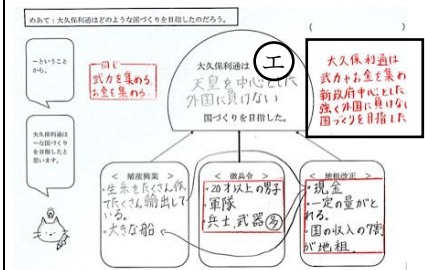 めあて：大久保利通はどのような国づくりを目指したのだろう。
(　　　　　)
～ということ
から、
同じ
武力を集める
お金を集める
大久保利通は
エ
天皇を中心とした
外国に負けない
国づくりを目指した。
大久保利通は
武力やお金を集め
新政府中心とした
強く外国に負けない
国づくりを目指した
大久保利通は
～な国づくり
を目指したと
思います。
＜ 殖産興業 ＞
・生糸をたくさん作っ
てたくさん輸出して
いる。
・大きな船
＜ 徴兵令 ＞
・20才以上の男子
・軍隊
・兵士、武器 多
＜ 地租改正 ＞
・現金
・一定の量がと
れる。
・国の収入の7割
が地租